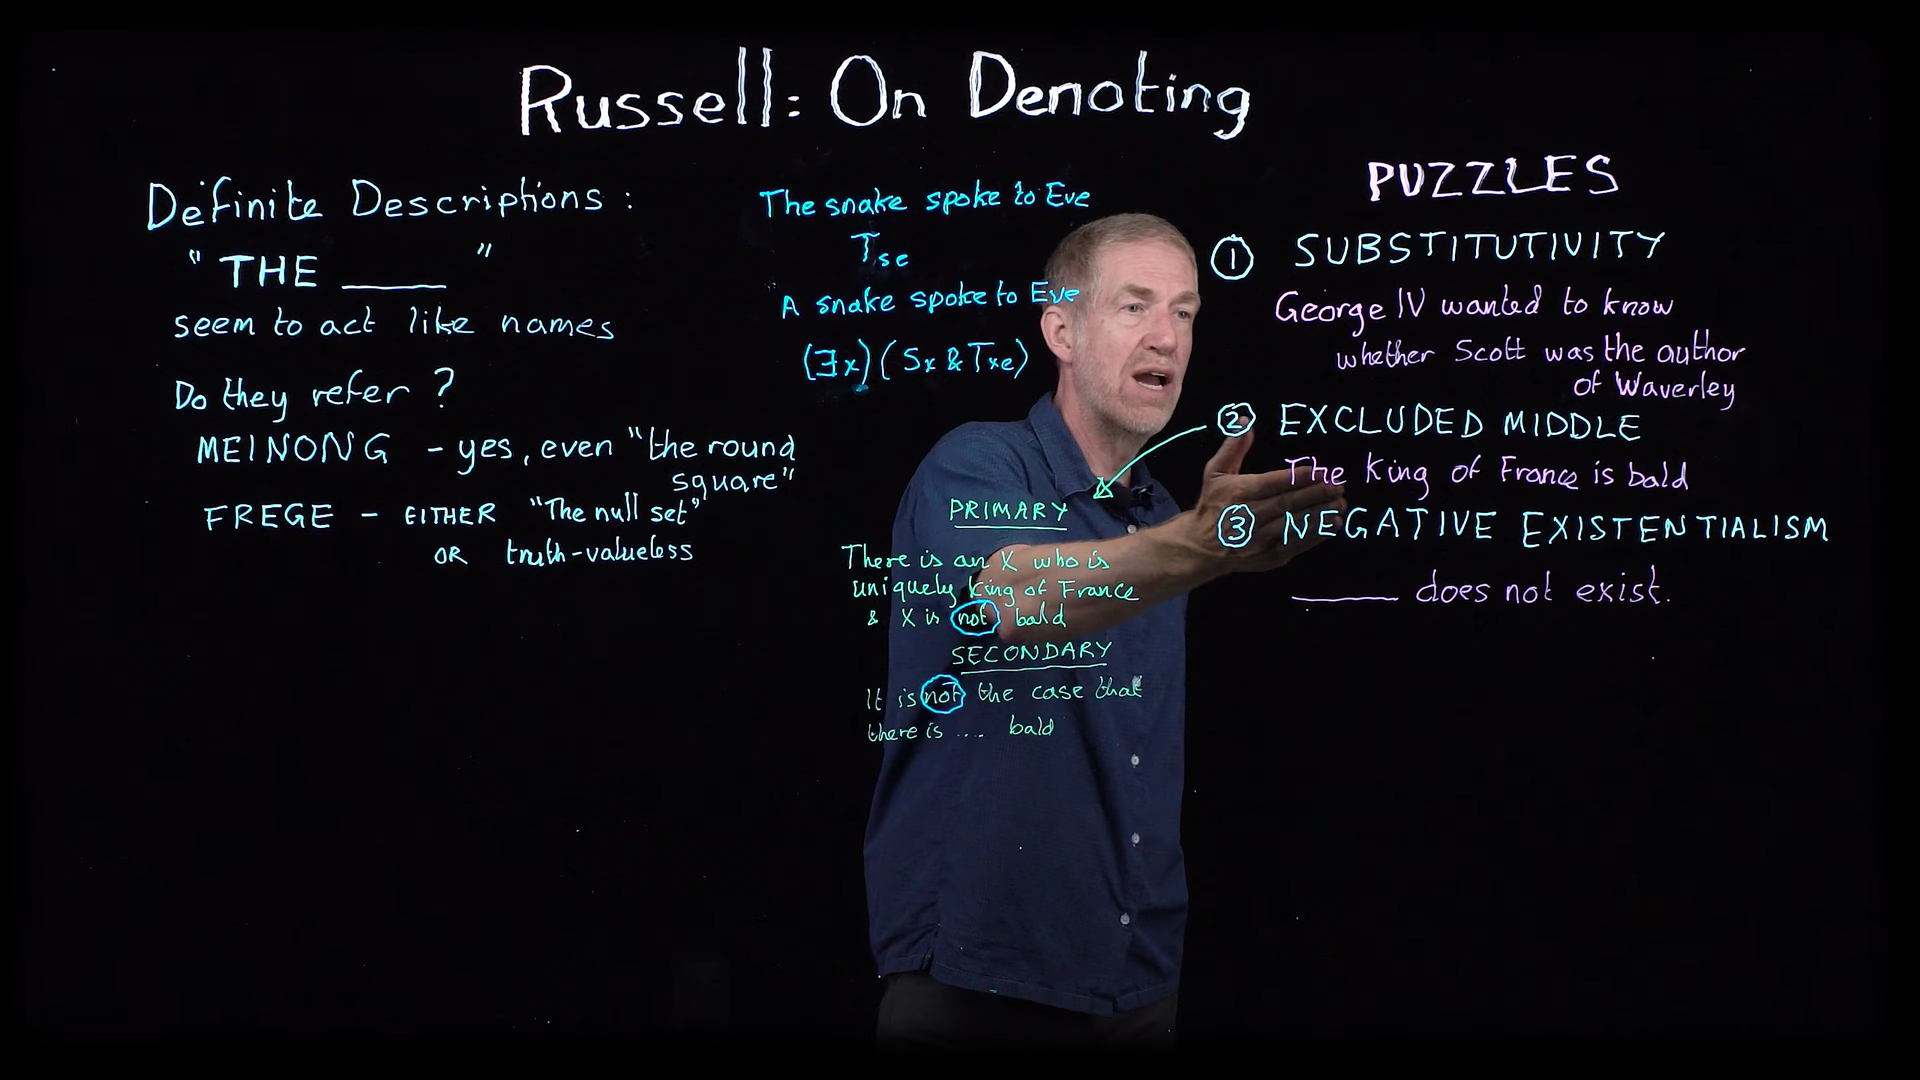 Russell: On Denoting
Definite Descriptions:
"THE ____"
seem to act like names
Do they refer?
MEINONG - yes, even "the round
square"
FREGE - EITHER "The null set"
OR truth-valueless
The snake spoke to Eve
Tse
A snake spoke to Eve
(∃x)(Sx & Txe)
PRIMARY
There is an X who is
uniquely King of France
& X is not bald
SECONDARY
It is not the case that
there is .... bald
PUZZLES
① SUBSTITUTIVITY
George IV wanted to know
whether Scott was the author
of Waverley
② EXCLUDED MIDDLE
The King of France is bald
③ NEGATIVE EXISTENTIALISM
____ does not exist.